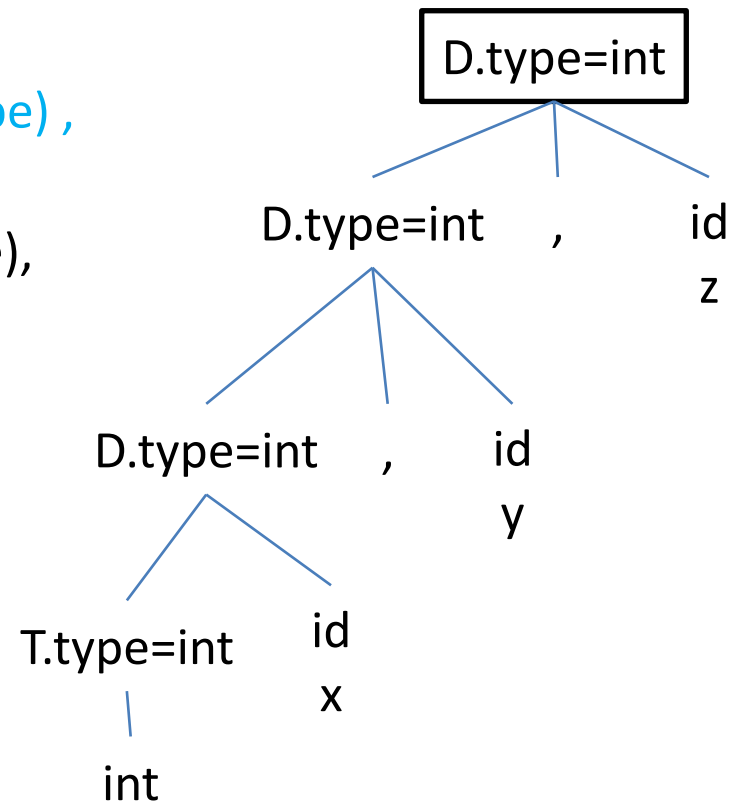 D.type=int
pe) ,
D.type=int , id
z
),
D.type=int , id
y
T.type=int id
x
int